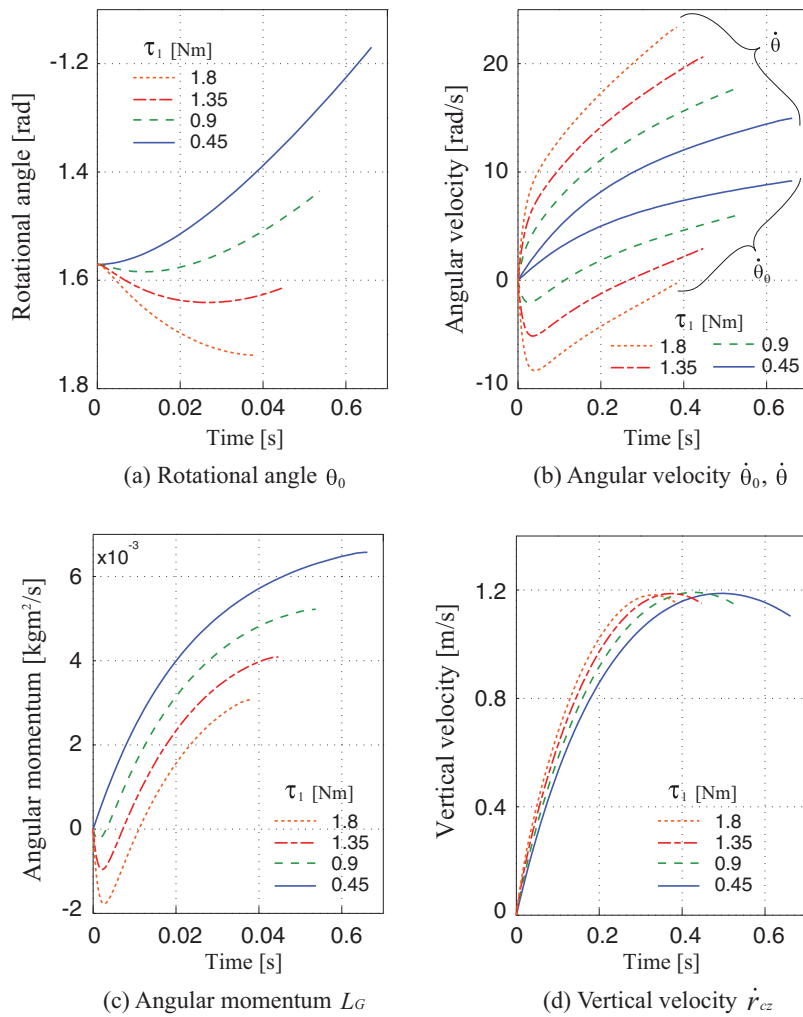 τ1 [Nm]
1.8
1.35
0.9
0.45
-1.2
1.4
1.6
1.8
Rotational angle [rad]
0 0.02 0.04 0.6
Time [s]
(a) Rotational angle θ0
20
10
0
-10
Angular velocity [rad/s]
θ̇
θ̇0
τ1 [Nm]
1.8 0.9
1.35 0.45
0 0.2 0.4 0.6
Time [s]
(b) Angular velocity θ̇0, θ̇
x10-3
6
4
2
0
-2
Angular momentum [kgm2/s]
τ1 [Nm]
1.8
1.35
0.9
0.45
0 0.02 0.04 0.06
Time [s]
(c) Angular momentum LG
1.2
0.8
0.4
0
Vertical velocity [m/s]
τ1 [Nm]
1.8
1.35
0.9
0.45
0 0.2 0.4 0.6
Time [s]
(d) Vertical velocity ṙcz